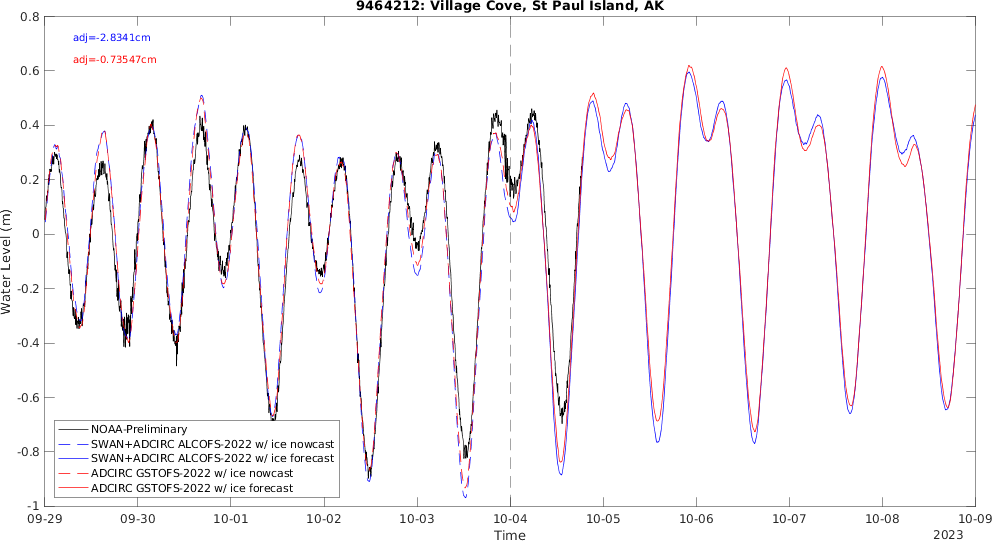 9464212: Village Cove, St Paul Island, AK
adj=-2.8341cm
adj=-0.73547cm
Water Level (m)
0.8
0.6
0.4
0.2
0
-0.2
-0.4
-0.6
-0.8
-1
NOAA-Preliminary
SWAN+ADCIRC ALCOFS-2022 w/ ice nowcast
SWAN+ADCIRC ALCOFS-2022 w/ ice forecast
ADCIRC GSTOFS-2022 w/ ice nowcast
ADCIRC GSTOFS-2022 w/ ice forecast
09-29 09-30 10-01 10-02 10-03 10-04 10-05 10-06 10-07 10-08 10-09
Time
2023